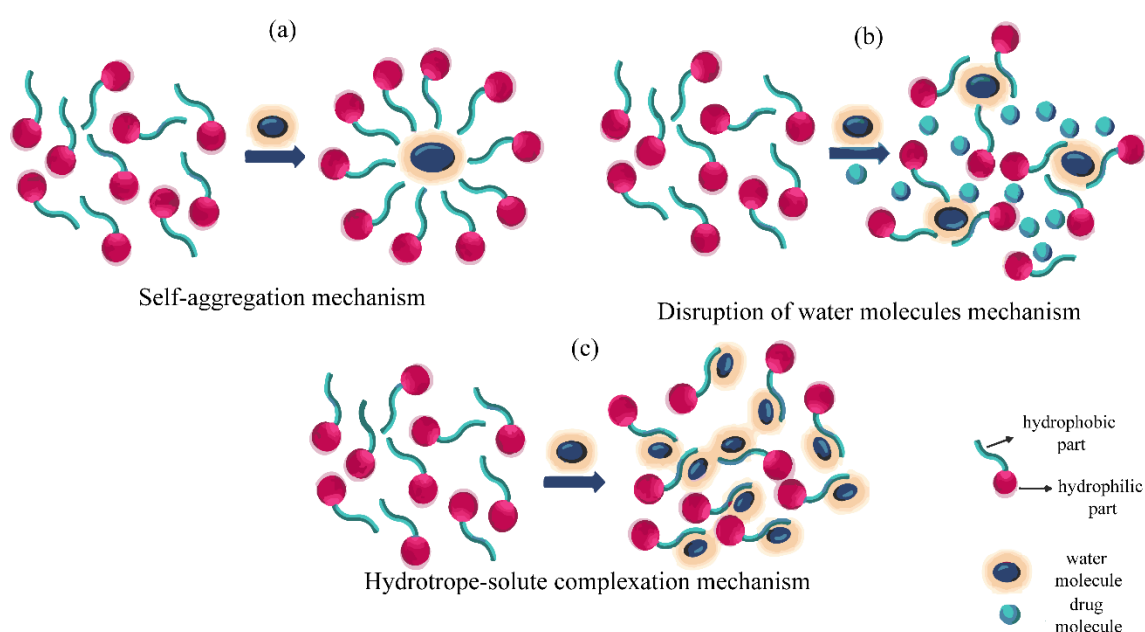 (a)
(b)
Self-aggregation mechanism
Disruption of water molecules mechanism
(c)
Hydrotrope-solute complexation mechanism
hydrophobic
part
hydrophilic
part
water
molecule
drug
molecule